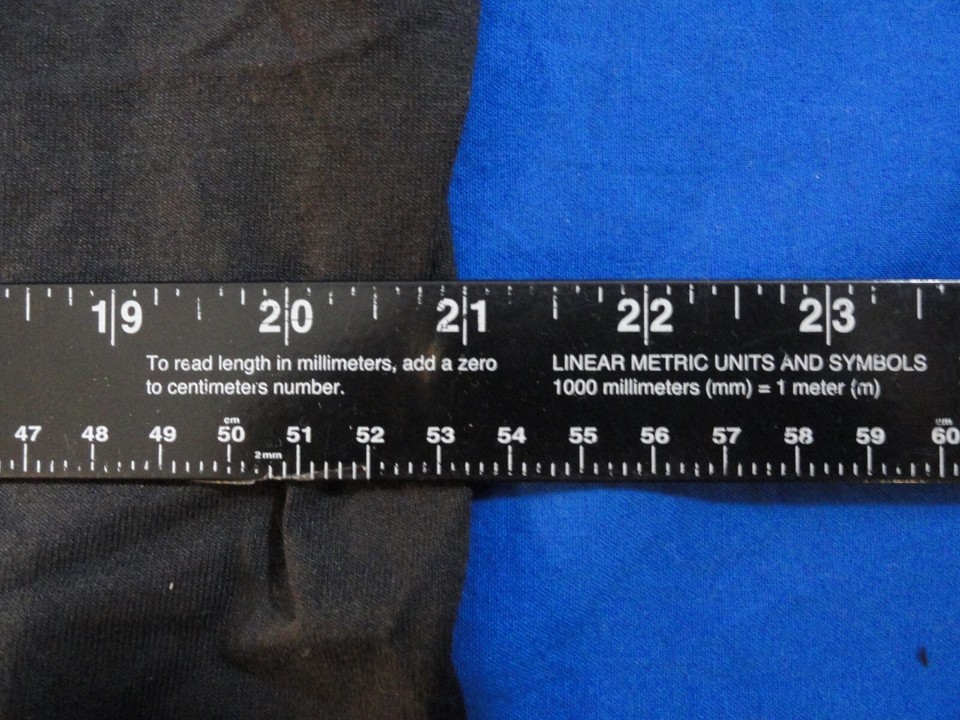 19 20 21 22 23
To read length in millimeters, add a zero
to centimeters number.
LINEAR METRIC UNITS AND SYMBOLS
1000 millimeters (mm) = 1 meter (m)
cm cm
47 48 49 50 51 52 53 54 55 56 57 58 59 60
2mm